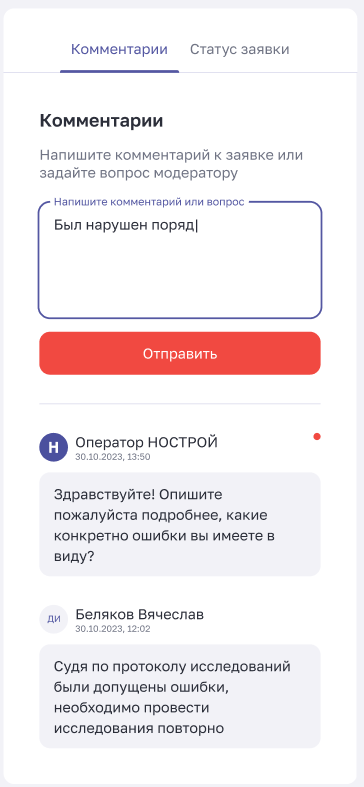 Комментарии Статус заявки
Комментарии
Напишите комментарий к заявке или
задайте вопрос модератору
Напишите комментарий или вопрос
Был нарушен поряд
Отправить
Н Оператор НОСТРОЙ
30.10.2023, 13:50
Здравствуйте! Опишите
пожалуйста подробнее, какие
конкретно ошибки вы имеете в
виду?
ДИ Беляков Вячеслав
30.10.2023, 12:02
Судя по протоколу исследований
были допущены ошибки,
необходимо провести
исследования повторно